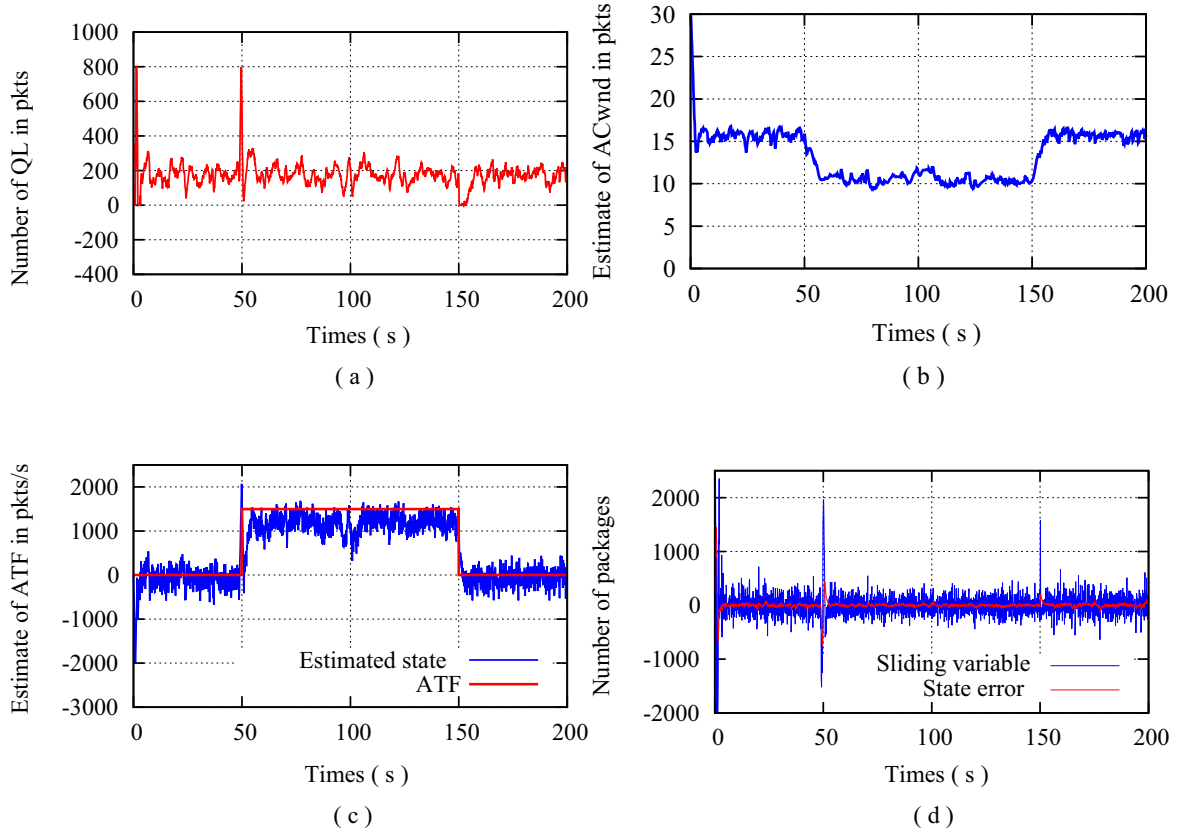 Number of QL in pkts
1000
800
600
400
200
0
-200
-400
0 50 100 150 200
Times ( s )
( a )
Estimate of ACwnd in pkts
30
25
20
15
10
5
0
0 50 100 150 200
Times ( s )
( b )
Estimate of ATF in pkts/s
2000
1000
0
-1000
-2000
-3000
Estimated state
ATF
0 50 100 150 200
Times ( s )
( c )
Number of packages
2000
1000
0
-1000
-2000
Sliding variable
State error
0 50 100 150 200
Times ( s )
( d )